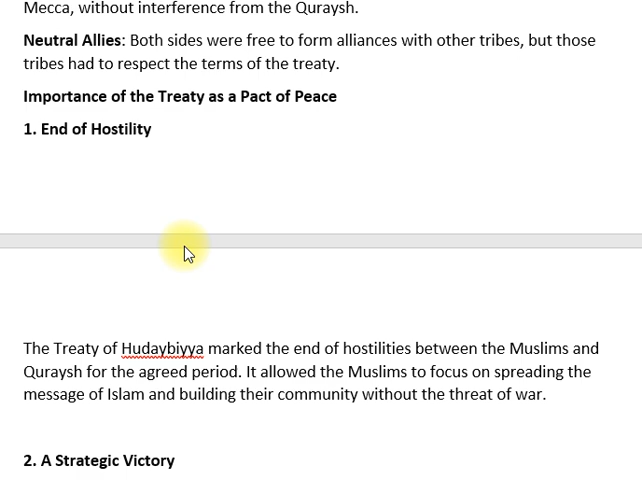 Mecca, without interference from the Quraysh.
Neutral Allies: Both sides were free to form alliances with other tribes, but those
tribes had to respect the terms of the treaty.
Importance of the Treaty as a Pact of Peace
1. End of Hostility
The Treaty of Hudaybiyya marked the end of hostilities between the Muslims and
Quraysh for the agreed period. It allowed the Muslims to focus on spreading the
message of Islam and building their community without the threat of war.
2. A Strategic Victory